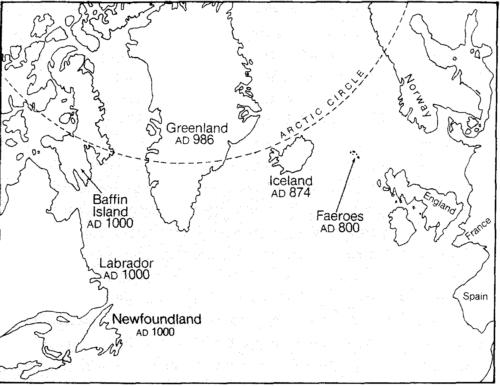 ARCTIC CIRCLE
Norway
Greenland
AD 986
Iceland
AD 874
Faeroes
AD 800
England
France
Spain
Baffin
Island
AD 1000
Labrador
AD 1000
Newfoundland
AD 1000